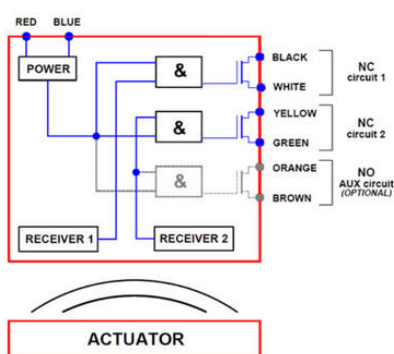 RED BLUE
POWER
&
BLACK
WHITE
NC
circuit 1
&
YELLOW
GREEN
NC
circuit 2
&
ORANGE
BROWN
NO
AUX circuit
(OPTIONAL)
RECEIVER 1
RECEIVER 2
ACTUATOR